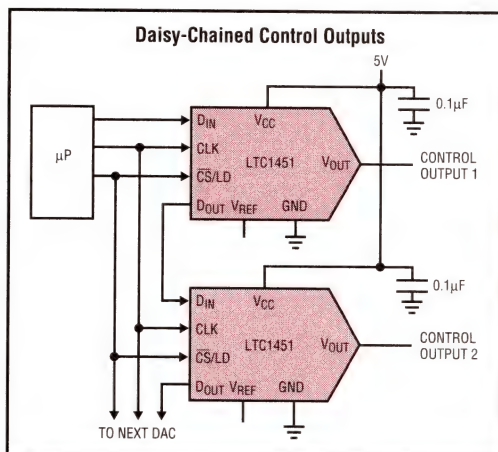 Daisy-Chained Control Outputs
5V
0.1µF
µP
DIN
VCC
CLK
LTC1451
VOUT
CONTROL
OUTPUT 1
CS/LD
DOUT
VREF
GND
0.1µF
DIN
VCC
CLK
LTC1451
VOUT
CONTROL
OUTPUT 2
CS/LD
DOUT
VREF
GND
TO NEXT DAC